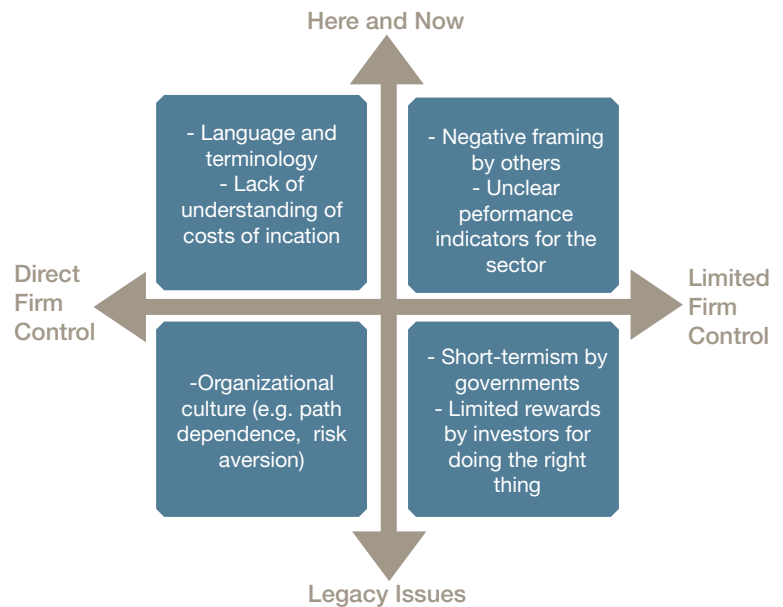 Here and Now
- Language and
terminology
- Lack of
understanding of
costs of incation
- Negative framing
by others
- Unclear
peformance
indicators for the
sector
Direct
Firm
Control
Limited
Firm
Control
-Organizational
culture (e.g. path
dependence,  risk
aversion)
- Short-termism by
governments
- Limited rewards
by investors for
doing the right
thing
Legacy Issues